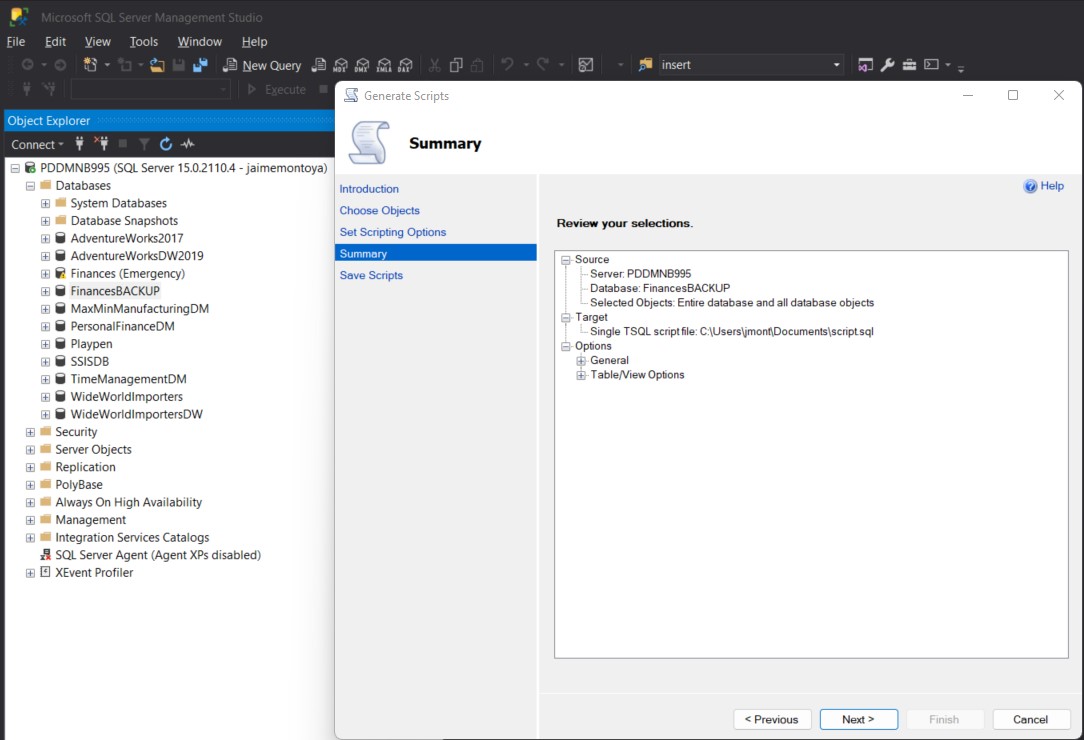 Microsoft SQL Server Management Studio
File Edit View Tools Window Help
New Query MDX DMX XMLA DAX insert
Execute
Object Explorer
Connect
PDDMNB995 (SQL Server 15.0.2110.4 - jaimemontoya)
Databases
System Databases
Database Snapshots
AdventureWorks2017
AdventureWorksDW2019
Finances (Emergency)
FinancesBACKUP
MaxMinManufacturingDM
PersonalFinanceDM
Playpen
SSISDB
TimeManagementDM
WideWorldImporters
WideWorldImportersDW
Security
Server Objects
Replication
PolyBase
Always On High Availability
Management
Integration Services Catalogs
SQL Server Agent (Agent XPs disabled)
XEvent Profiler
Generate Scripts
Summary
Introduction
Choose Objects
Set Scripting Options
Summary
Save Scripts
Help
Review your selections.
Source
Server: PDDMNB995
Database: FinancesBACKUP
Selected Objects: Entire database and all database objects
Target
Single TSQL script file: C:\Users\jmont\Documents\script.sql
Options
General
Table/View Options
< Previous Next > Finish Cancel